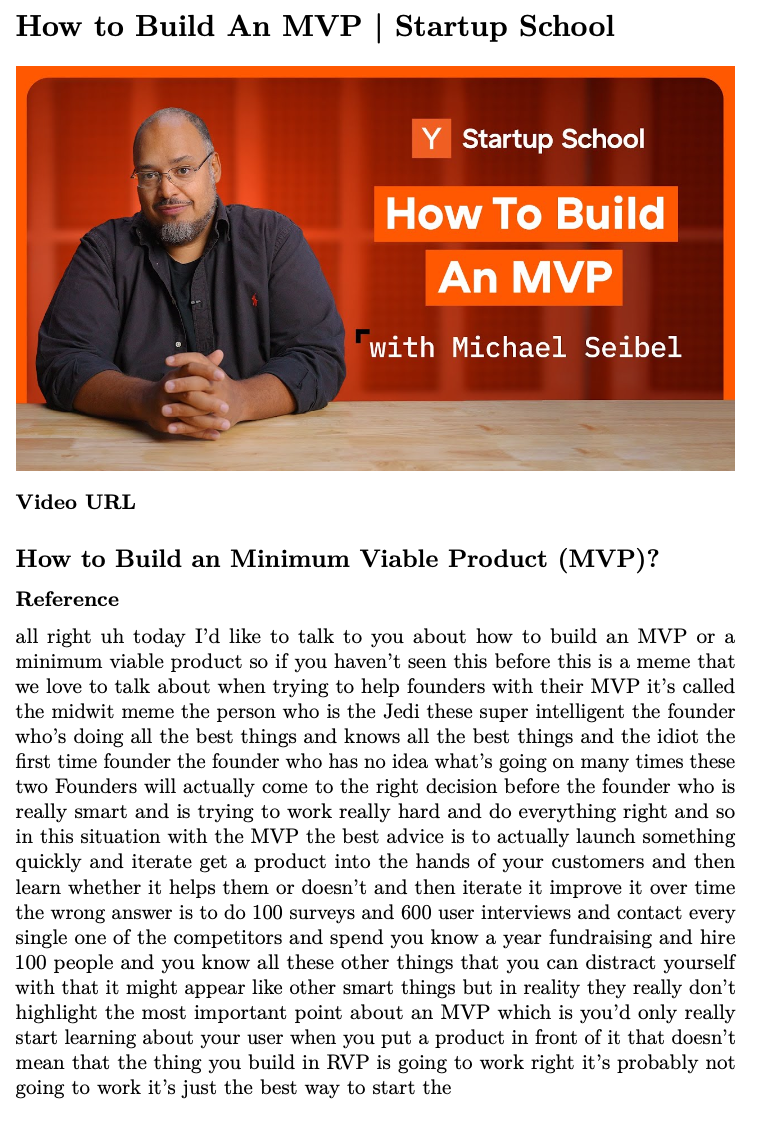 How to Build An MVP | Startup School
Y Startup School
How To Build
An MVP
with Michael Seibel
Video URL
How to Build an Minimum Viable Product (MVP)?
Reference
all right uh today I'd like to talk to you about how to build an MVP or a
minimum viable product so if you haven't seen this before this is a meme that
we love to talk about when trying to help founders with their MVP it's called
the midwit meme the person who is the Jedi these super intelligent the founder
who's doing all the best things and knows all the best things and the idiot the
first time founder the founder who has no idea what's going on many times these
two Founders will actually come to the right decision before the founder who is
really smart and is trying to work really hard and do everything right and so
in this situation with the MVP the best advice is to actually launch something
quickly and iterate get a product into the hands of your customers and then
learn whether it helps them or doesn't and then iterate it improve it over time
the wrong answer is to do 100 surveys and 600 user interviews and contact every
single one of the competitors and spend you know a year fundraising and hire
100 people and you know all these other things that you can distract yourself
with that it might appear like other smart things but in reality they really don't
highlight the most important point about an MVP which is you'd only really
start learning about your user when you put a product in front of it that doesn't
mean that the thing you build in RVP is going to work right it's probably not
going to work it's just the best way to start the